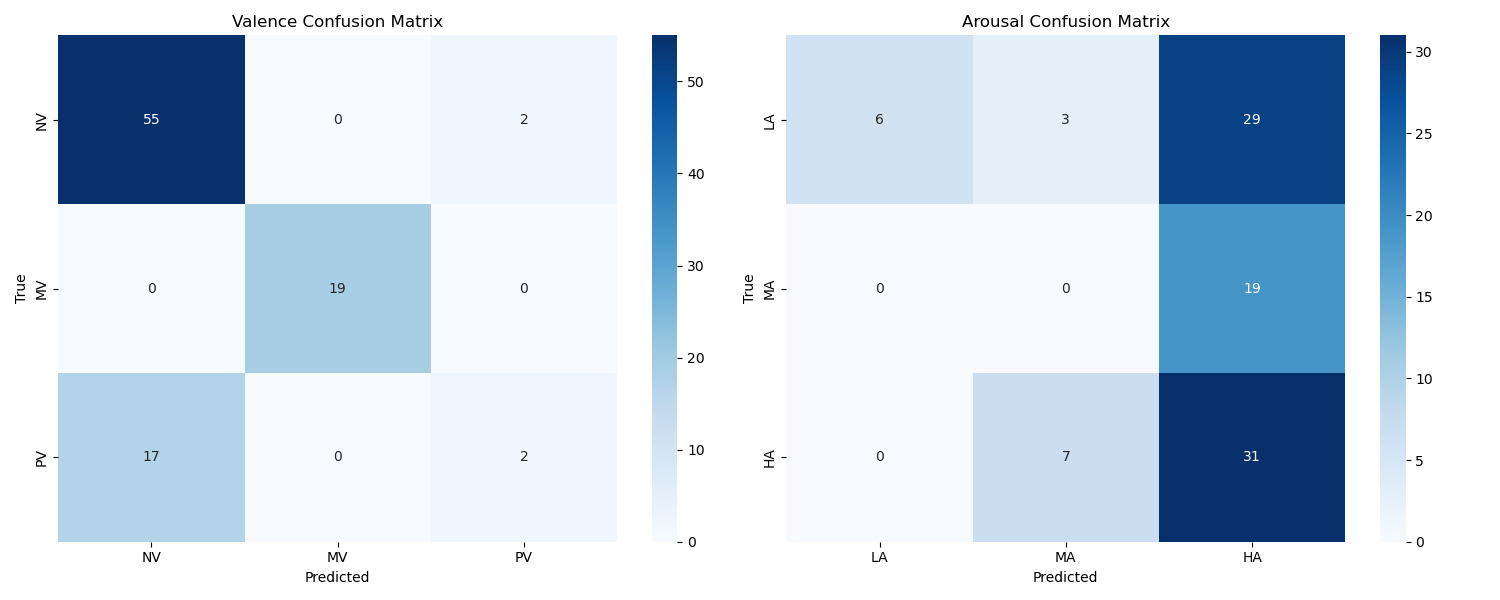 Valence Confusion Matrix
NV 55 0 2
MV 0 19 0
PV 17 0 2
NV MV PV
Predicted
True
50
40
30
20
10
0
Arousal Confusion Matrix
LA 6 3 29
MA 0 0 19
HA 0 7 31
LA MA HA
Predicted
True
30
25
20
15
10
5
0